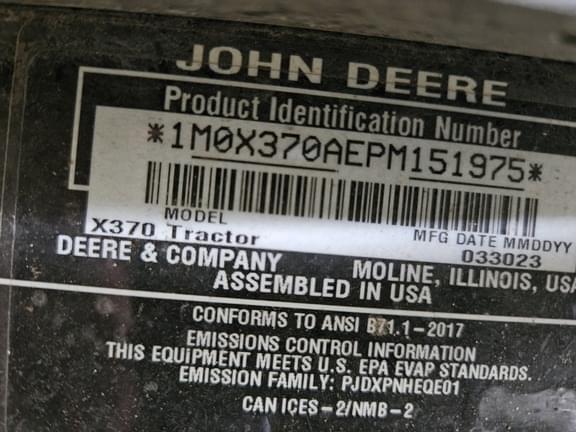 JOHN DEERE
Product Identification Number
*1M0X370AEPM151975*
MODEL
X370 Tractor
MFG DATE MMDDYY
033023
DEERE & COMPANY
MOLINE, ILLINOIS, USA
ASSEMBLED IN USA
CONFORMS TO ANSI B71.1-2017
EMISSIONS CONTROL INFORMATION
THIS EQUIPMENT MEETS U.S. EPA EVAP STANDARDS.
EMISSION FAMILY: PJDXPNHEQE01
CAN ICES-2/NMB-2